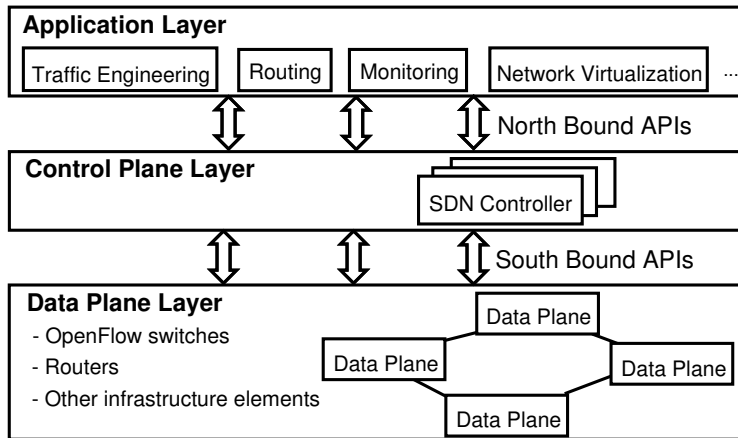 Application Layer
Traffic Engineering
Routing
Monitoring
Network Virtualization
...
North Bound APIs
Control Plane Layer
SDN Controller
South Bound APIs
Data Plane Layer
- OpenFlow switches
- Routers
- Other infrastructure elements
Data Plane
Data Plane
Data Plane
Data Plane